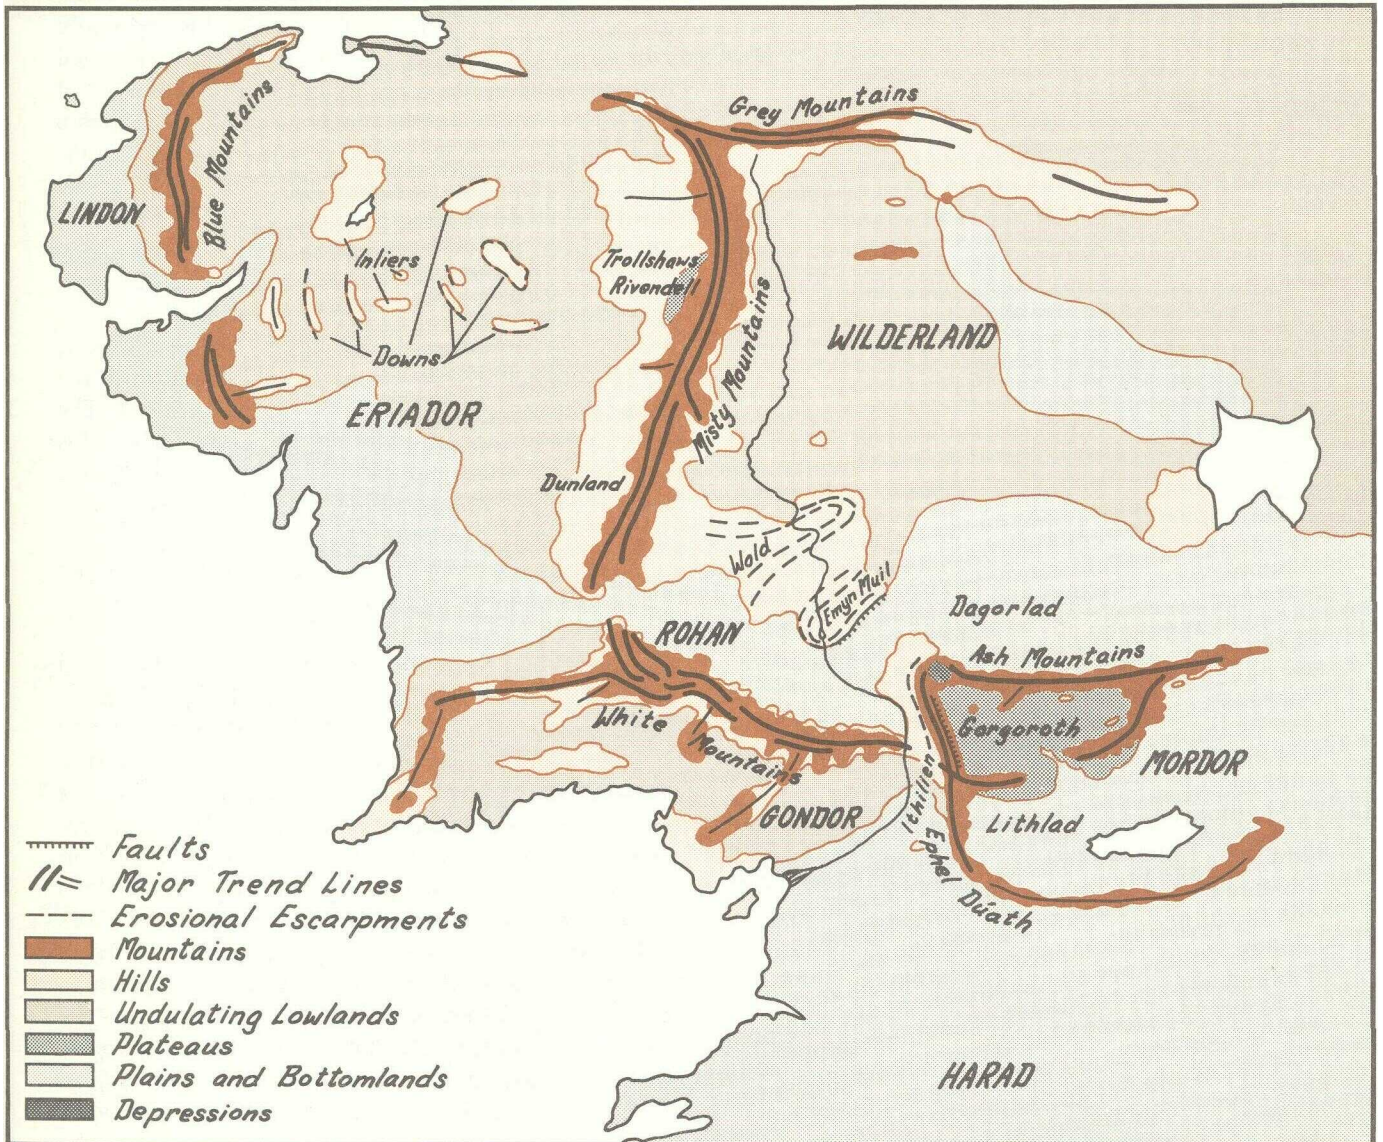 Grey Mountains
Blue Mountains
LINDON
Inliers
Trollshaws
Rivendell
Misty Mountains
WILDERLAND
Downs
ERIADOR
Dunland
Wold
Emyn Muil
Dagorlad
ROHAN
Ash Mountains
White
Mountains
Gorgoroth
MORDOR
Ithilien
GONDOR
Lithlad
Ephel Dúath
HARAD
Faults
Major Trend Lines
Erosional Escarpments
Mountains
Hills
Undulating Lowlands
Plateaus
Plains and Bottomlands
Depressions